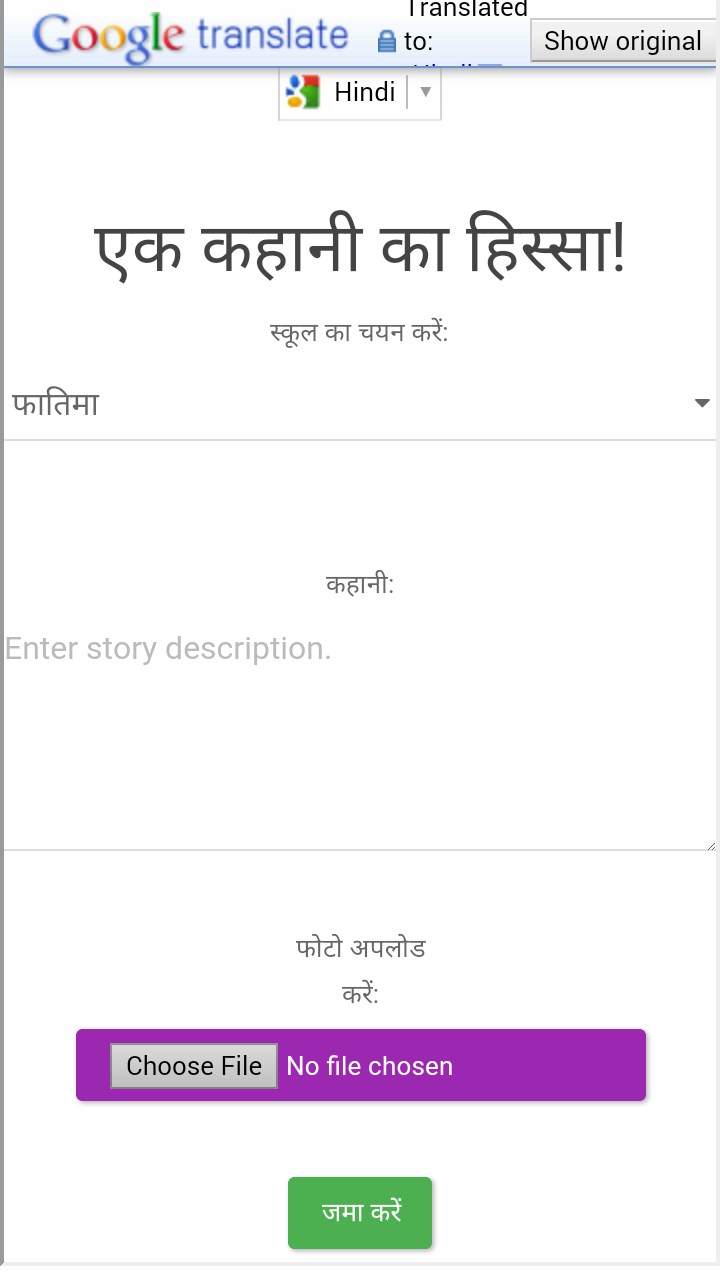 Google translate
Translated
to:
Show original
Hindi
एक कहानी का हिस्सा!
स्कूल का चयन करें:
फातिमा
कहानी:
Enter story description.
फोटो अपलोड
करें:
Choose File No file chosen
जमा करें